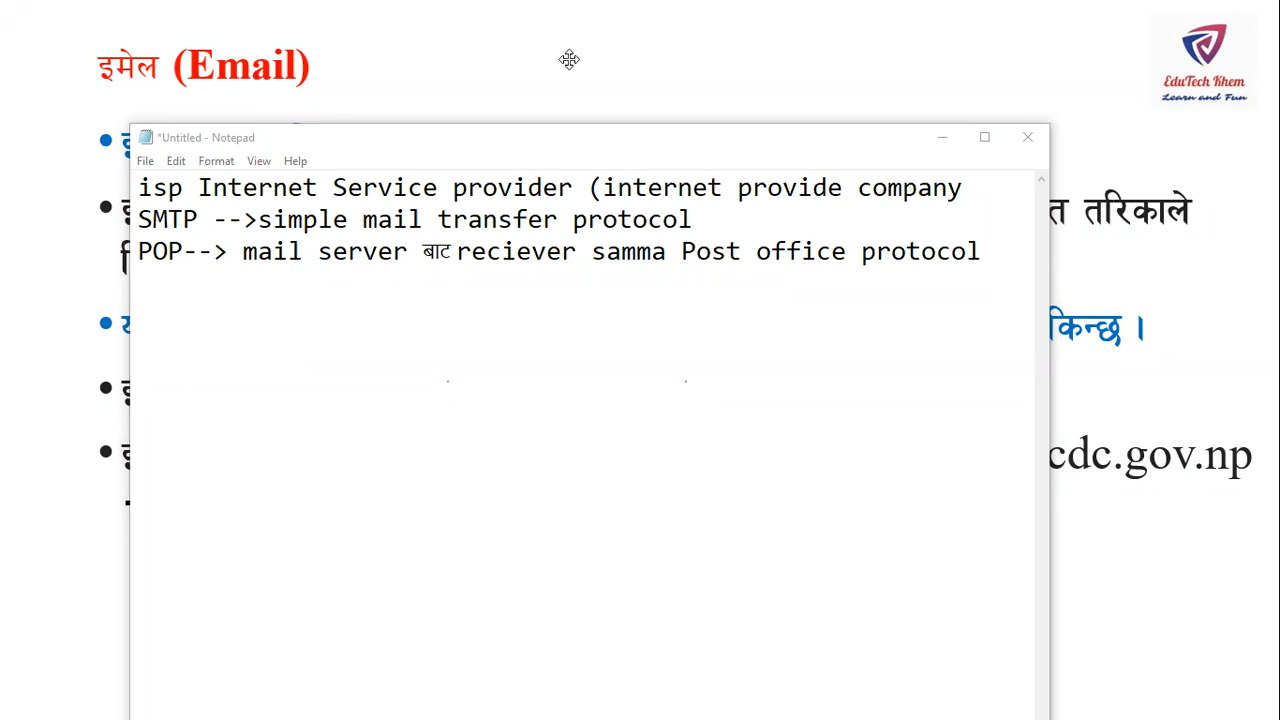 इमेल (Email)
EduTech Khem
Learn and Fun
*Untitled - Notepad
File Edit Format View Help
isp Internet Service provider (internet provide company
SMTP -->simple mail transfer protocol
POP--> mail server बाट reciever samma Post office protocol
त तरिकाले
किन्छ ।
cdc.gov.np